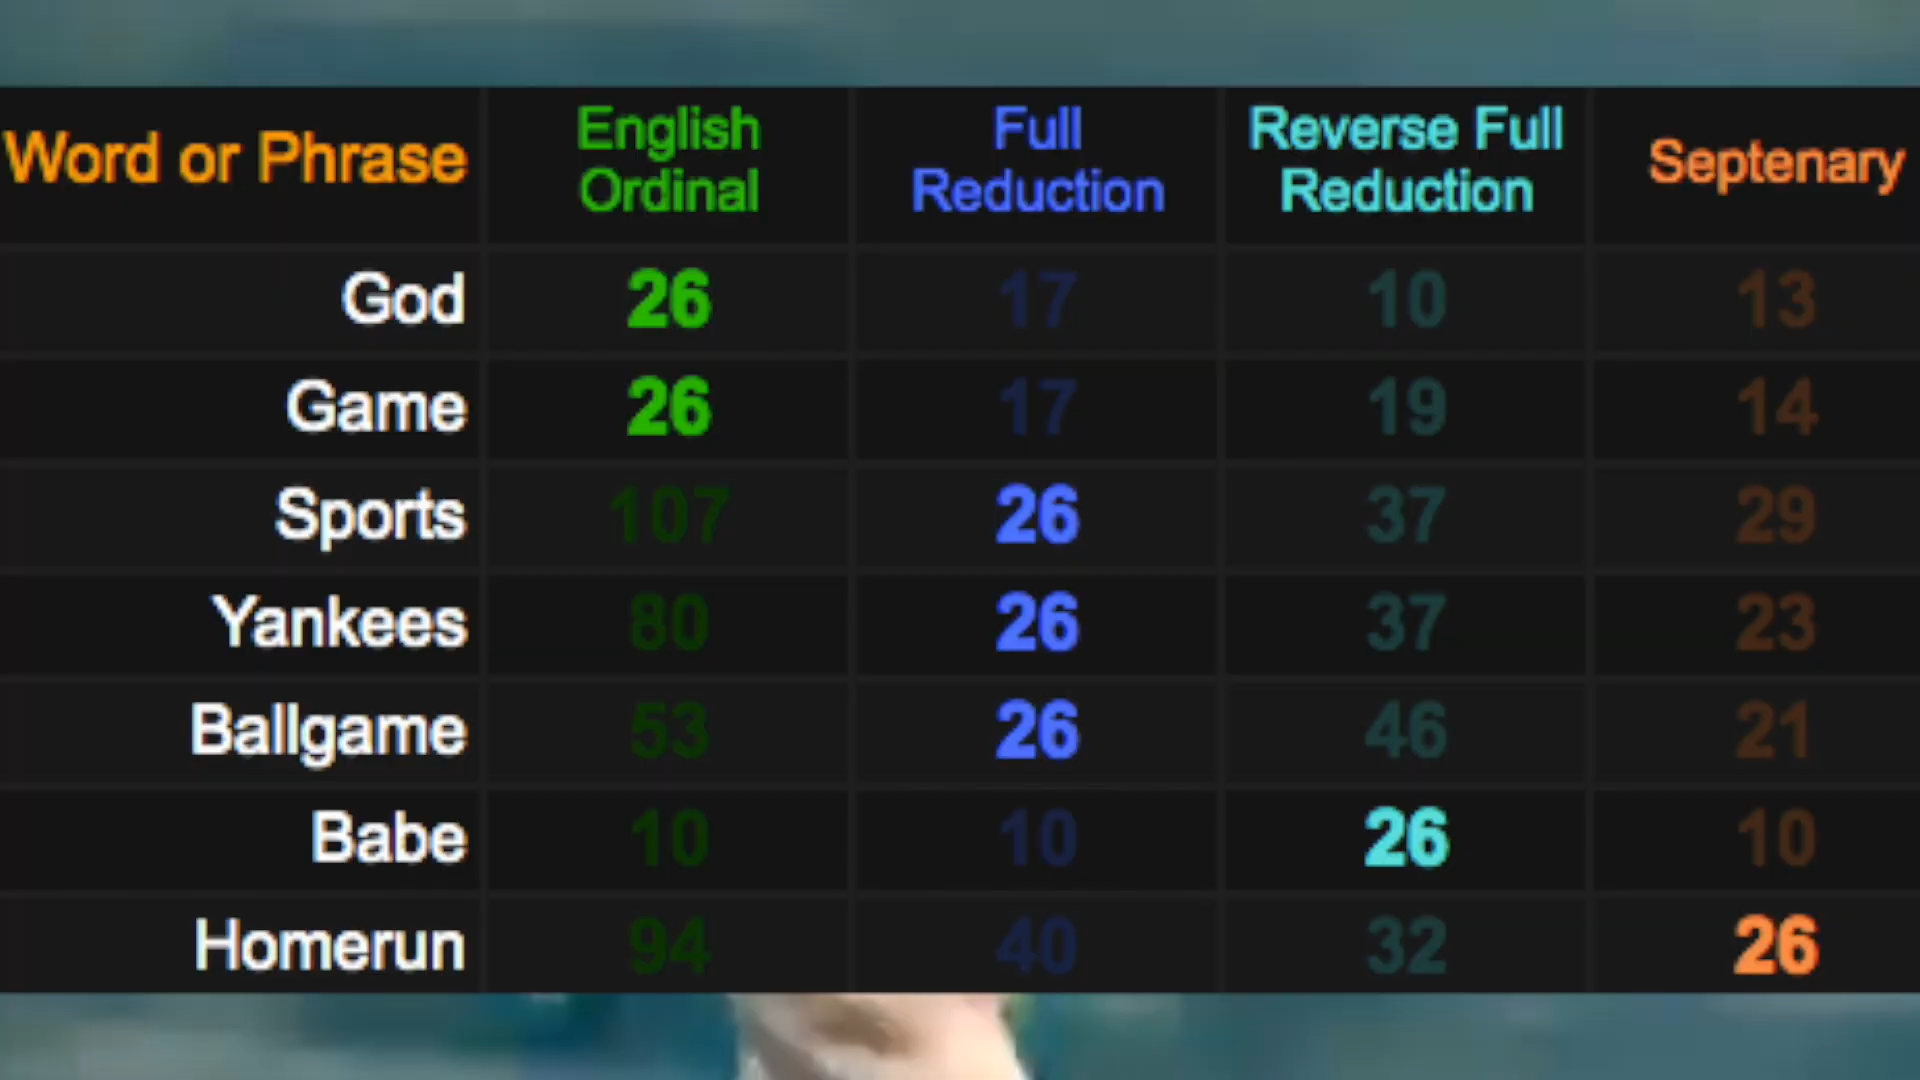 Word or Phrase English Ordinal Full Reduction Reverse Full Reduction Septenary
God 26 17 10 13
Game 26 17 19 14
Sports 107 26 37 29
Yankees 80 26 37 23
Ballgame 53 26 46 21
Babe 10 10 26 10
Homerun 94 40 32 26